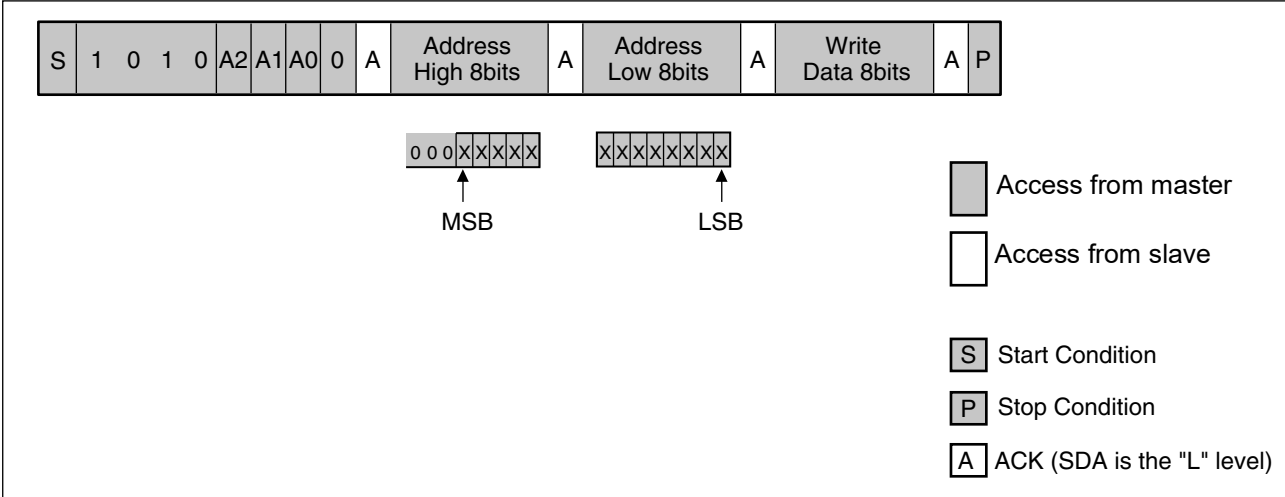 S 1 0 1 0 A2 A1 A0 0 A Address High 8bits A Address Low 8bits A Write Data 8bits A P
0 0 0 X X X X X X X X X X X X X
MSB LSB
Access from master
Access from slave
S Start Condition
P Stop Condition
A ACK (SDA is the "L" level)